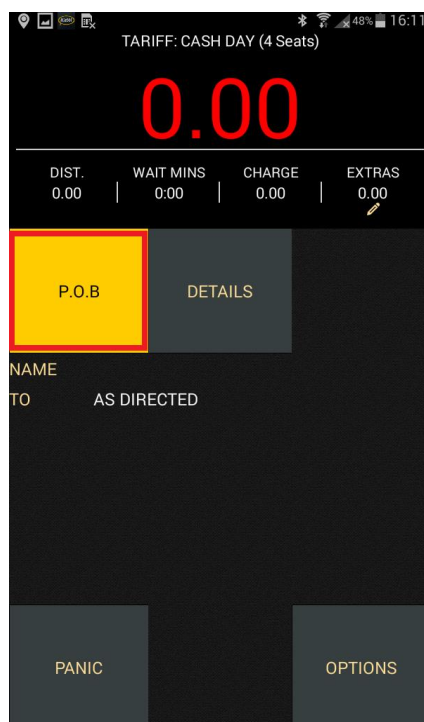 48% 16:11
TARIFF: CASH DAY (4 Seats)
0.00
DIST. WAIT MINS CHARGE EXTRAS
0.00 0:00 0.00 0.00
P.O.B DETAILS
NAME
TO AS DIRECTED
PANIC OPTIONS